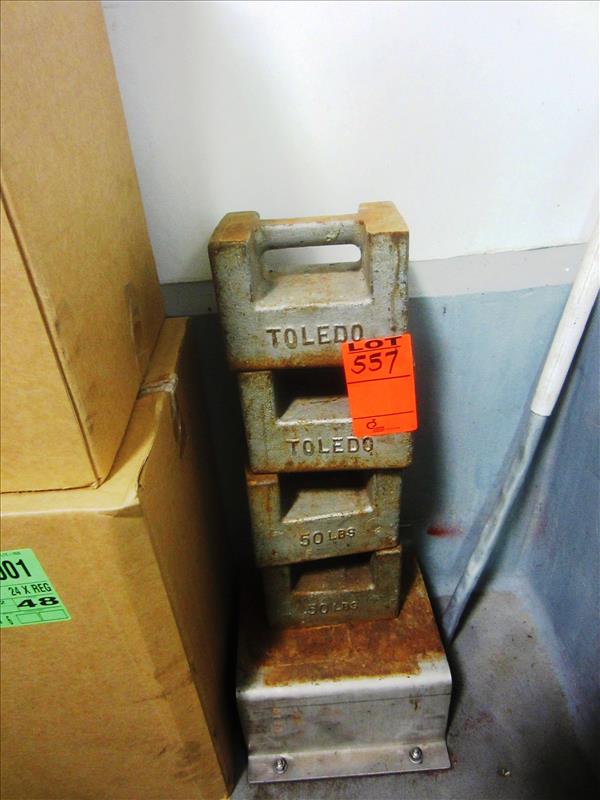 TOLEDO
LOT
557
TOLEDO
50 LBS
50 LBS
001
24 X REG
48